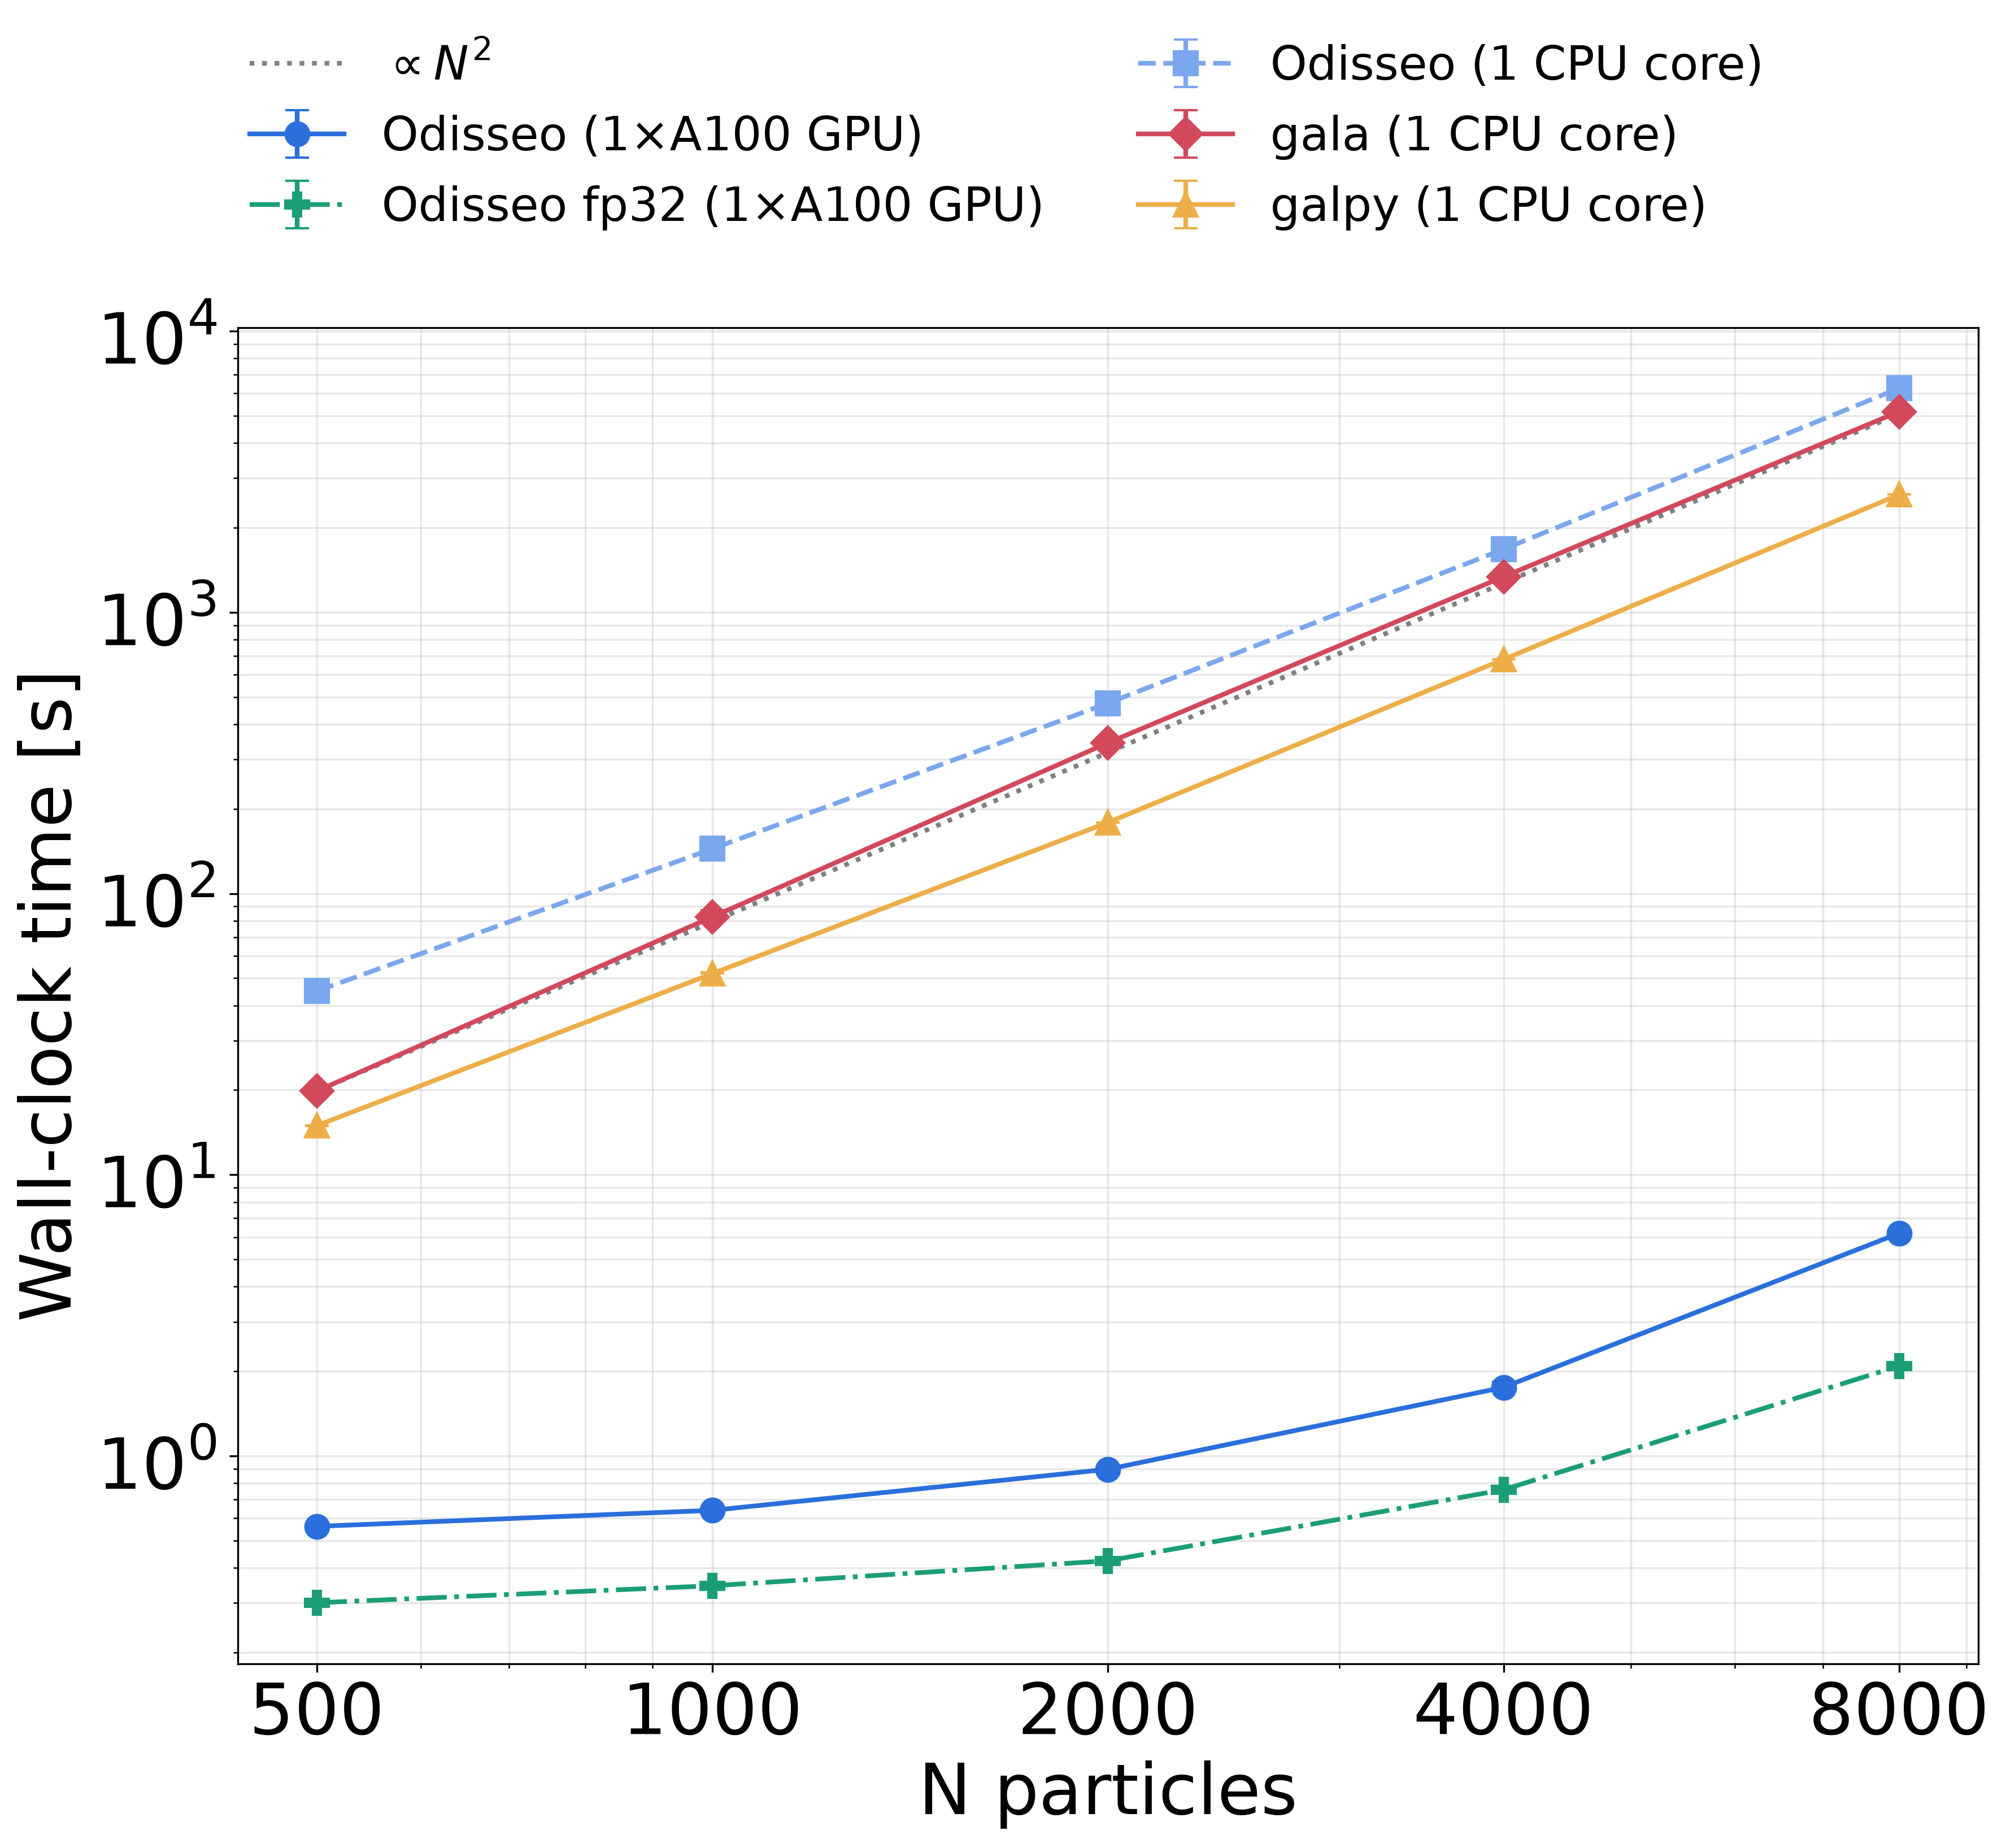 ∝ N²
Odisseo (1×A100 GPU)
Odisseo fp32 (1×A100 GPU)
Odisseo (1 CPU core)
gala (1 CPU core)
galpy (1 CPU core)
Wall-clock time [s]
10⁴
10³
10²
10¹
10⁰
500 1000 2000 4000 8000
N particles